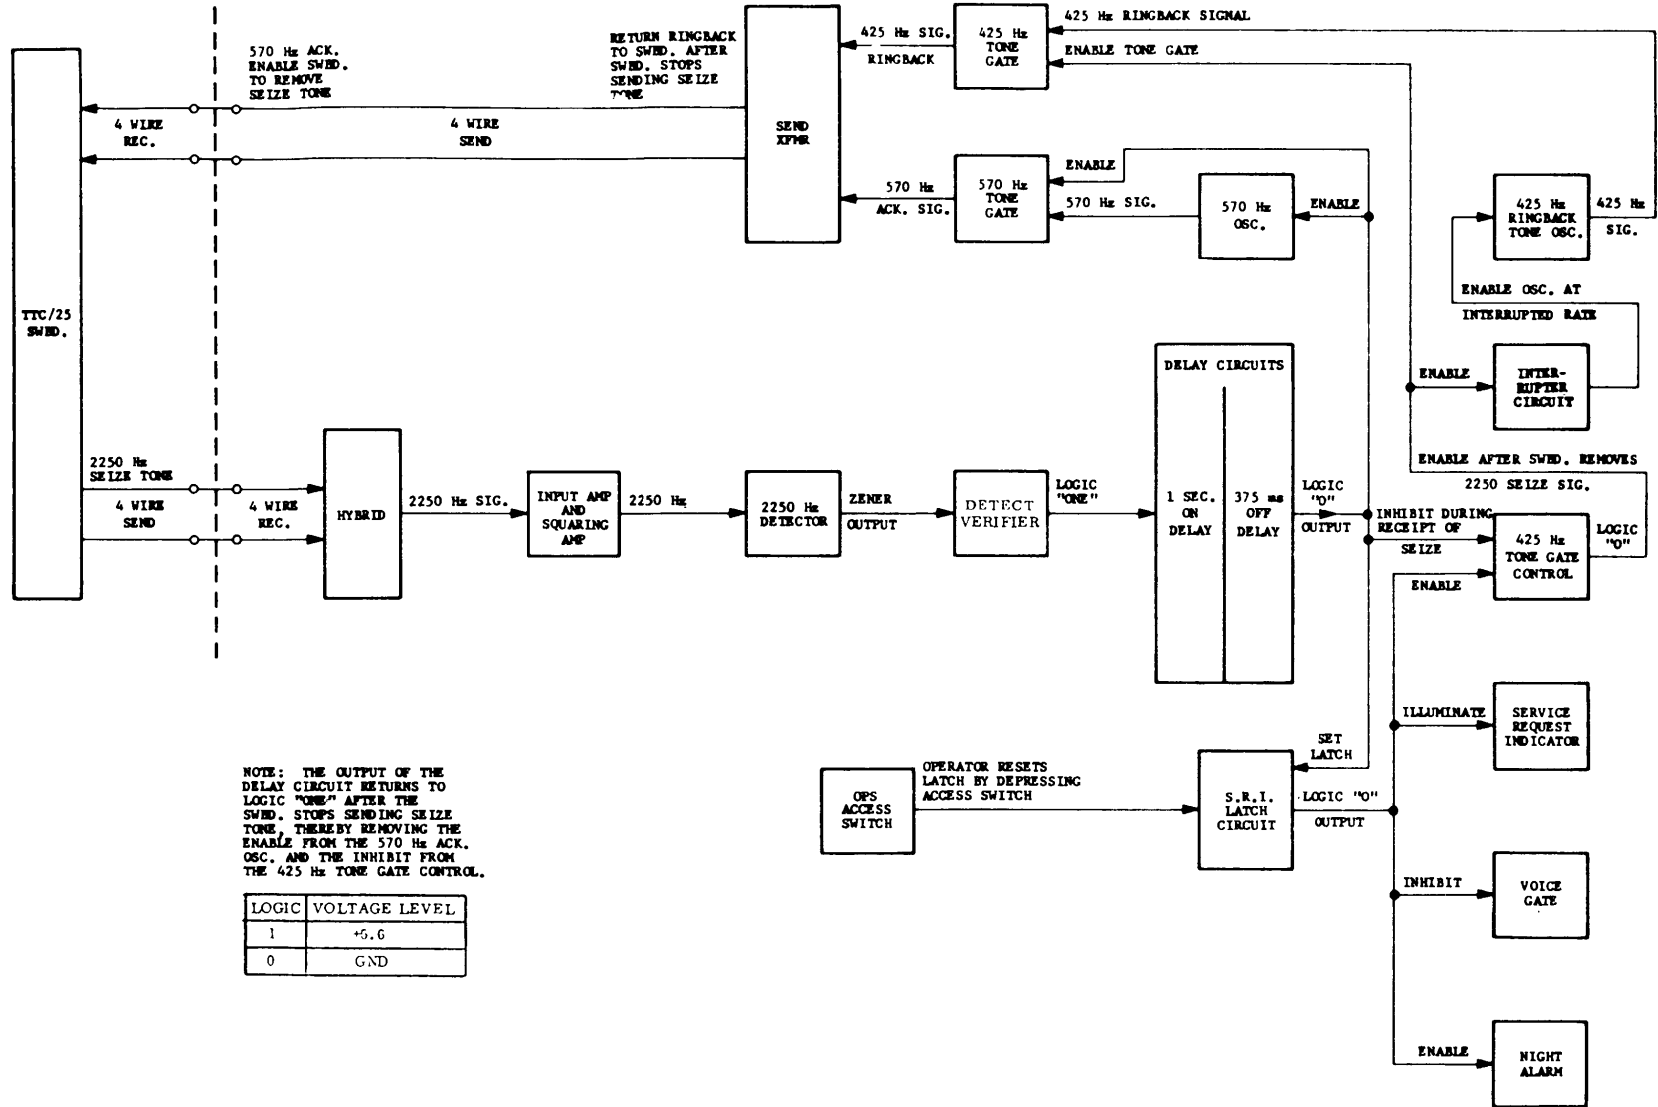 TTC/25
SWBD.
570 Hz ACK.
ENABLE SWBD.
TO REMOVE
SEIZE TONE
4 WIRE
REC.
4 WIRE
SEND
RETURN RINGBACK
TO SWBD. AFTER
SWBD. STOPS
SENDING SEIZE
TONE
SEND
XFMR
425 Hz SIG.
RINGBACK
425 Hz
TONE
GATE
425 Hz RINGBACK SIGNAL
ENABLE TONE GATE
570 Hz
ACK. SIG.
570 Hz
TONE
GATE
ENABLE
570 Hz SIG.
570 Hz
OSC.
ENABLE
425 Hz
RINGBACK
TONE OSC.
425 Hz
SIG.
ENABLE OSC. AT
INTERRUPTED RATE
ENABLE
INTER-
RUPTER
CIRCUIT
ENABLE AFTER SWBD. REMOVES
2250 SEIZE SIG.
2250 Hz
SEIZE TONE
4 WIRE
SEND
4 WIRE
REC.
HYBRID
2250 Hz SIG.
INPUT AMP
AND
SQUARING
AMP
2250 Hz
2250 Hz
DETECTOR
ZENER
OUTPUT
DETECT
VERIFIER
LOGIC
"ONE"
DELAY CIRCUITS
1 SEC.
ON
DELAY
375 ms
OFF
DELAY
LOGIC
"0"
OUTPUT
INHIBIT DURING
RECEIPT OF
SEIZE
ENABLE
425 Hz
TONE GATE
CONTROL
LOGIC
"0"
ILLUMINATE
SERVICE
REQUEST
INDICATOR
SET
LATCH
OPS
ACCESS
SWITCH
OPERATOR RESETS
LATCH BY DEPRESSING
ACCESS SWITCH
S.R.I.
LATCH
CIRCUIT
LOGIC "0"
OUTPUT
INHIBIT
VOICE
GATE
ENABLE
NIGHT
ALARM
NOTE: THE OUTPUT OF THE
DELAY CIRCUIT RETURNS TO
LOGIC "ONE" AFTER THE
SWBD. STOPS SENDING SEIZE
TONE, THEREBY REMOVING THE
ENABLE FROM THE 570 Hz ACK.
OSC. AND THE INHIBIT FROM
THE 425 Hz TONE GATE CONTROL.
LOGIC VOLTAGE LEVEL
1
0 GND